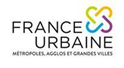 FRANCE
URBAINE
MÉTROPOLES, AGGLOS ET GRANDES VILLES